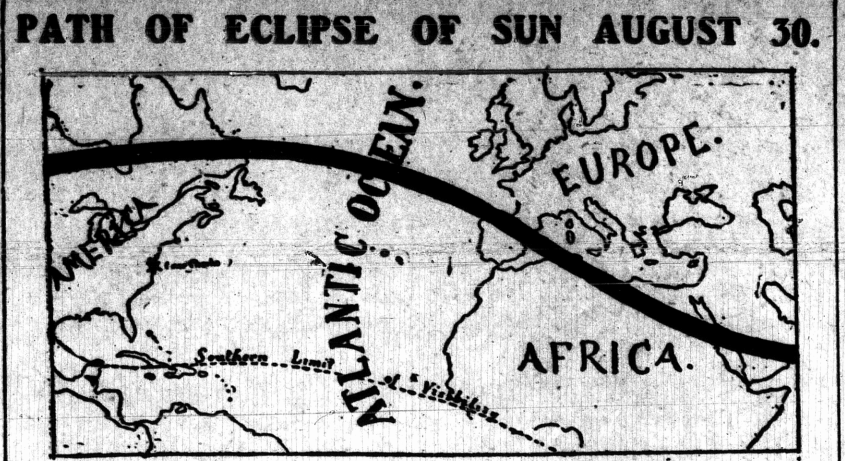 PATH OF ECLIPSE OF SUN AUGUST 30.
ATLANTIC OCEAN.
EUROPE.
AMERICA
AFRICA.
Southern Limit of Visibility